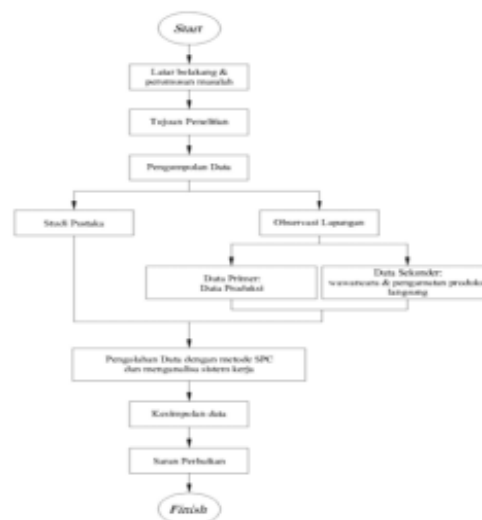 Start
Latar belakang &
perumusan masalah
Tujuan Penelitian
Pengumpulan Data
Studi Pustaka
Observasi Lapangan
Data Primer:
Data Produksi
Data Sekunder:
wawancara & pengamatan produksi
langsung
Pengolahan Data dengan metode SPC
dan menganalisa sistem kerja
Kesimpulan data
Saran Perbaikan
Finish